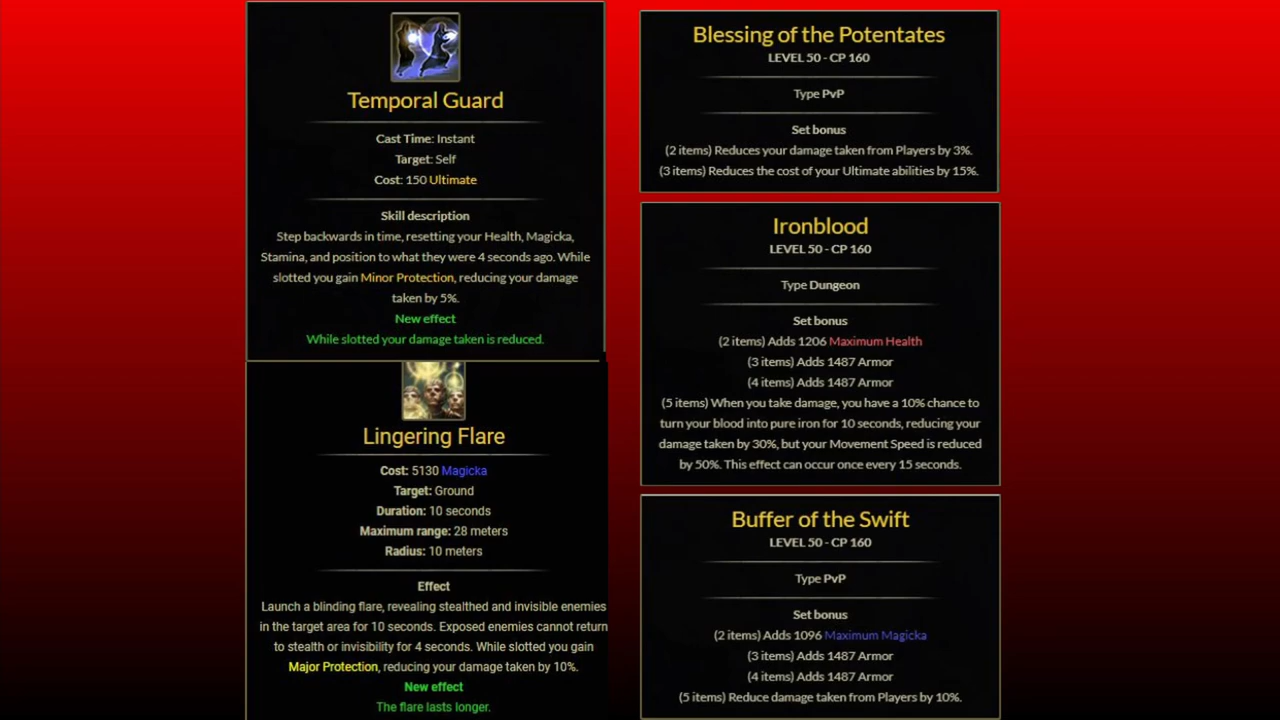 Temporal Guard
Cast Time: Instant
Target: Self
Cost: 150 Ultimate
Skill description
Step backwards in time, resetting your Health, Magicka,
Stamina, and position to what they were 4 seconds ago. While
slotted you gain Minor Protection, reducing your damage
taken by 5%.
New effect
While slotted your damage taken is reduced.
Lingering Flare
Cost: 5130 Magicka
Target: Ground
Duration: 10 seconds
Maximum range: 28 meters
Radius: 10 meters
Effect
Launch a blinding flare, revealing stealthed and invisible enemies
in the target area for 10 seconds. Exposed enemies cannot return
to stealth or invisibility for 4 seconds. While slotted you gain
Major Protection, reducing your damage taken by 10%.
New effect
The flare lasts longer.
Blessing of the Potentates
LEVEL 50 - CP 160
Type PvP
Set bonus
(2 items) Reduces your damage taken from Players by 3%.
(3 items) Reduces the cost of your Ultimate abilities by 15%.
Ironblood
LEVEL 50 - CP 160
Type Dungeon
Set bonus
(2 items) Adds 1206 Maximum Health
(3 items) Adds 1487 Armor
(4 items) Adds 1487 Armor
(5 items) When you take damage, you have a 10% chance to
turn your blood into pure iron for 10 seconds, reducing your
damage taken by 30%, but your Movement Speed is reduced
by 50%. This effect can occur once every 15 seconds.
Buffer of the Swift
LEVEL 50 - CP 160
Type PvP
Set bonus
(2 items) Adds 1096 Maximum Magicka
(3 items) Adds 1487 Armor
(4 items) Adds 1487 Armor
(5 items) Reduce damage taken from Players by 10%.